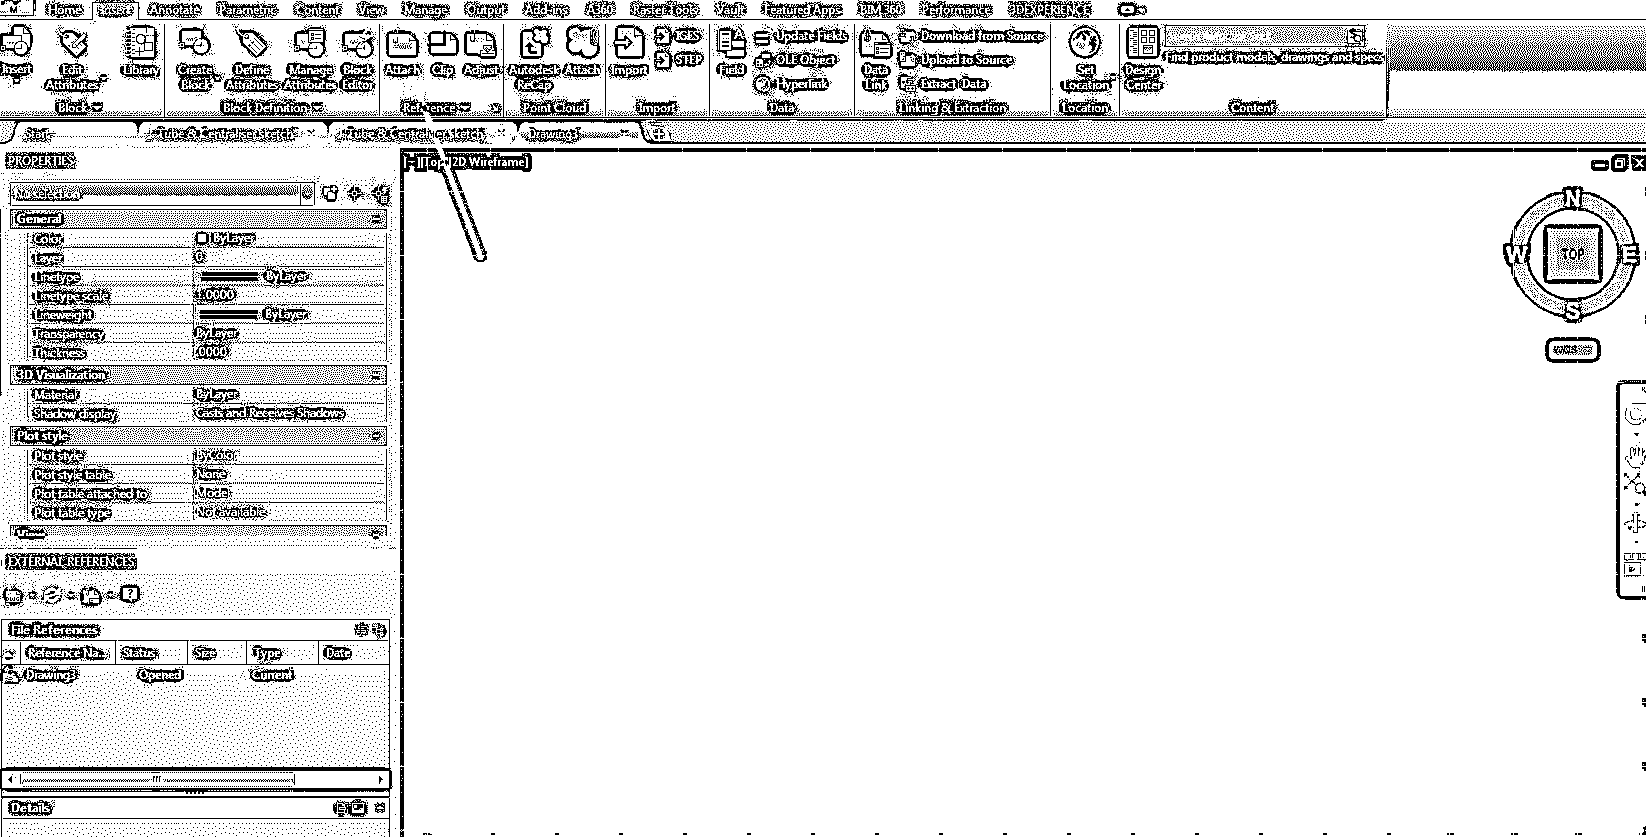 Home Insert Annotate Parametric Content View Manage Output Add-ins A360 Raster Tools Vault Featured Apps BIM 360 Performance 3DEXPERIENCE
Insert Edit Attributes Library Create Block Define Attributes Manage Attributes Block Editor Attach Clip Adjust Autodesk ReCap Attach Import IGES STEP Field Update Fields OLE Object Hyperlink Data Link Download from Source Upload to Source Extract Data Set Location Design Center Find product models, drawings and specs
Block Block Definition Reference Point Cloud Import Data Linking & Extraction Location Content
Start Tube & Centraliser sketch Tube & Centraliser sketch Drawing3
PROPERTIES
[-][Top][2D Wireframe]
No selection
General
Color ByLayer
Layer 0
Linetype ByLayer
Linetype scale 1.0000
Lineweight ByLayer
Transparency ByLayer
Thickness .0000
3D Visualization
Material ByLayer
Shadow display Casts and Receives Shadows
Plot style
Plot style ByColor
Plot style table None
Plot table attached to Model
Plot table type Not available
View
EXTERNAL REFERENCES
File References
Reference Na... Status Size Type Date
Drawing3 Opened Current
Details
N
W TOP E
S
WCS